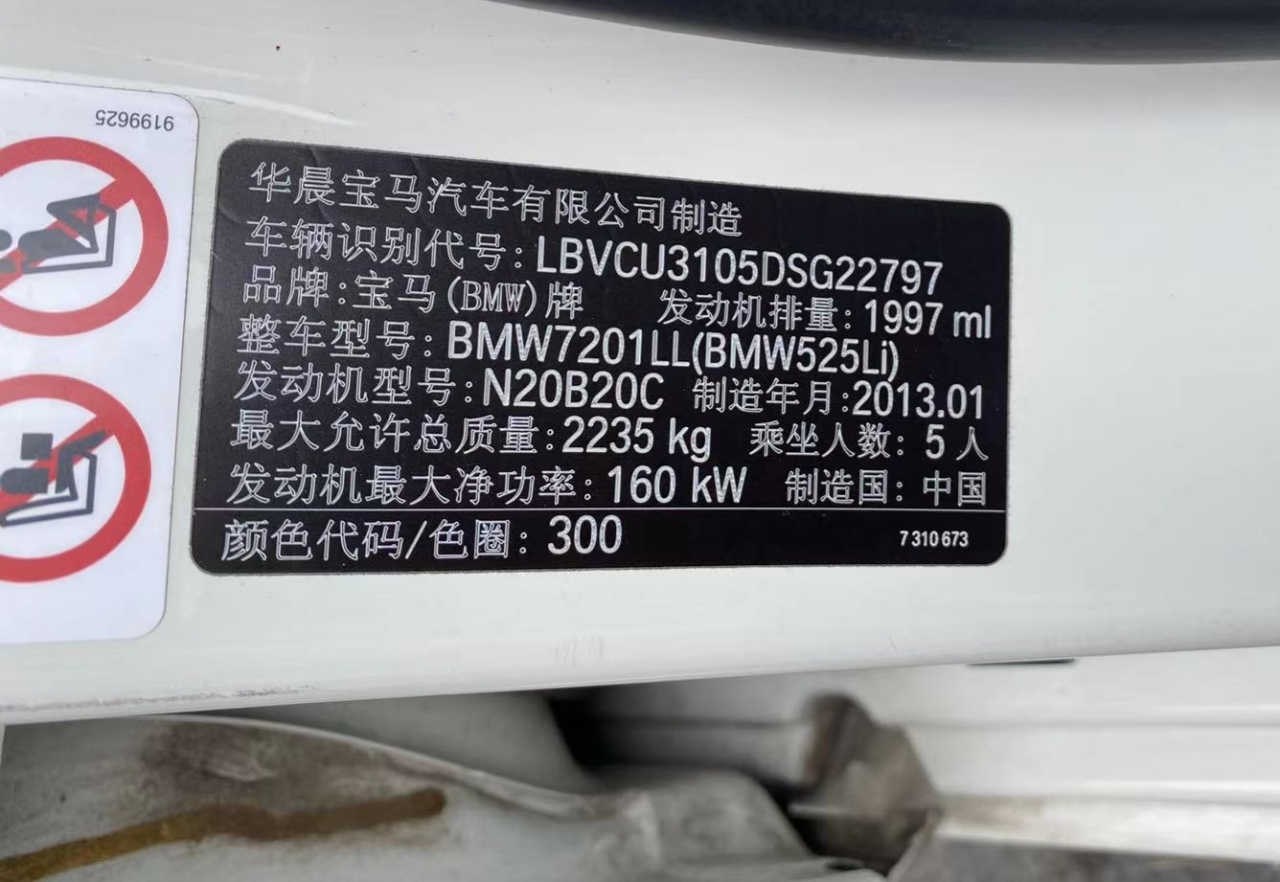 9199625
华晨宝马汽车有限公司制造
车辆识别代号：LBVCU3105DSG22797
品牌：宝马(BMW)牌 发动机排量：1997 ml
整车型号：BMW7201LL(BMW525Li)
发动机型号：N20B20C 制造年月：2013.01
最大允许总质量：2235 kg 乘坐人数：5人
发动机最大净功率：160 kW 制造国：中国
颜色代码/色圈：300 7 310 673